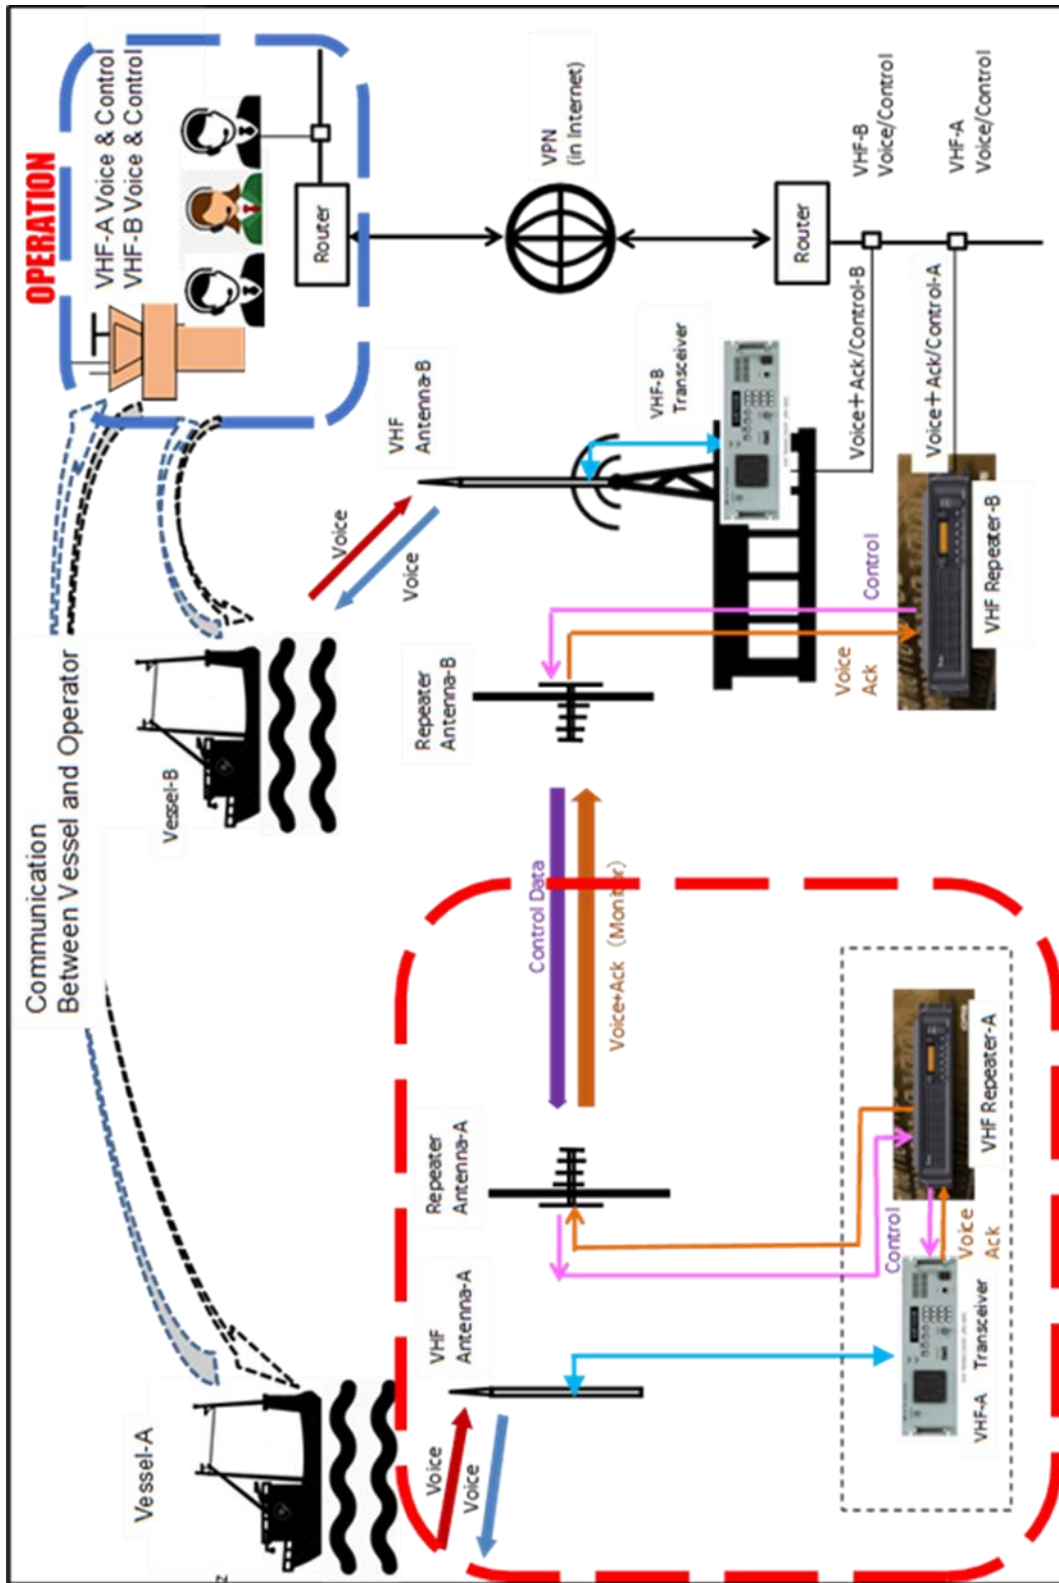 Communication
Between Vessel and Operator
OPERATION
VHF-A Voice & Control
VHF-B Voice & Control
Vessel-A
Vessel-B
Router
VPN
(in Internet)
Router
VHF-B
Voice/Control
VHF-A
Voice/Control
Voice
Voice
VHF
Antenna-A
Repeater
Antenna-A
Control Data
Voice+Ack (Monitor)
Repeater
Antenna-B
Voice
Voice
VHF
Antenna-B
VHF-B
Transceiver
Voice+Ack/Control-B
Voice+Ack/Control-A
Control
Voice
Ack
VHF Repeater-B
Control
Voice
Ack
VHF-A Transceiver
VHF Repeater-A